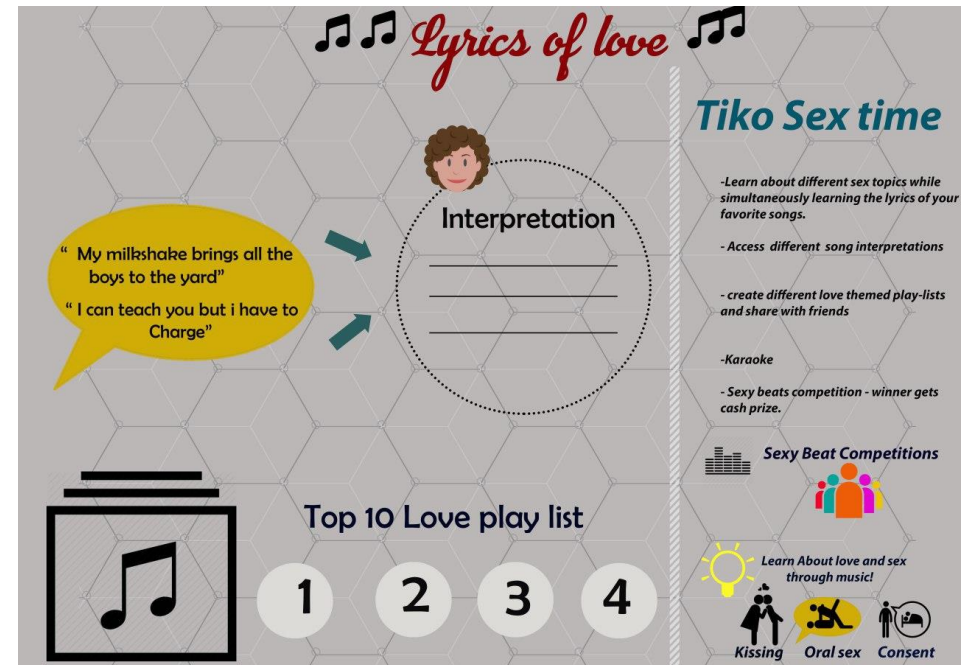 Lyrics of love
Tiko Sex time
-Learn about different sex topics while
simultaneously learning the lyrics of your
favorite songs.
- Access different song interpretations
- create different love themed play-lists
and share with friends
-Karaoke
- Sexy beats competition - winner gets
cash prize.
Interpretation
“ My milkshake brings all the
boys to the yard”
“ I can teach you but i have to
Charge”
Sexy Beat Competitions
Top 10 Love play list
1 2 3 4
Learn About love and sex
through music!
Kissing Oral sex Consent